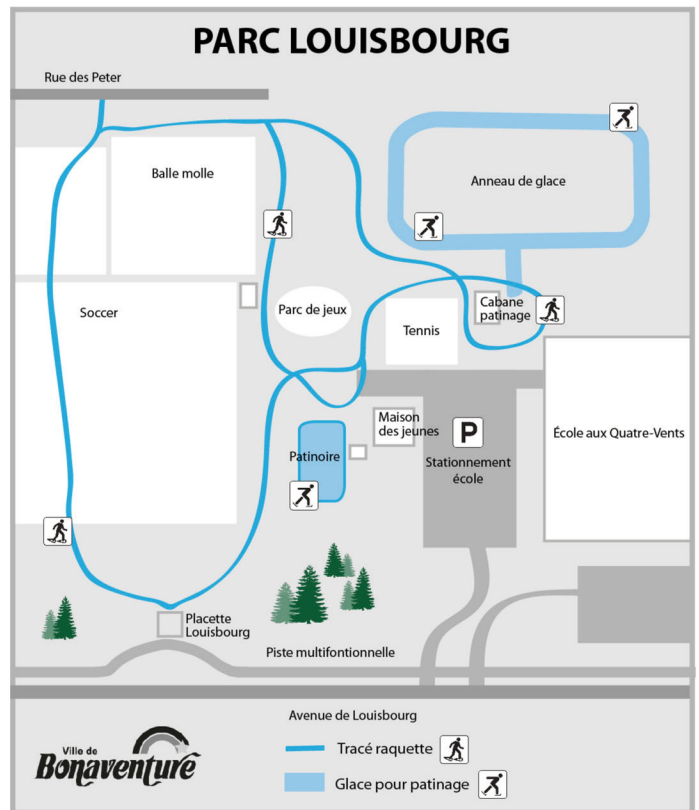 PARC LOUISBOURG
Rue des Peter
Balle molle
Anneau de glace
Soccer
Parc de jeux
Cabane
patinage
Tennis
Maison
des jeunes
P
École aux Quatre-Vents
Patinoire
Stationnement
école
Placette
Louisbourg
Piste multifontionnelle
Avenue de Louisbourg
Ville de
Bonaventure
Tracé raquette
Glace pour patinage